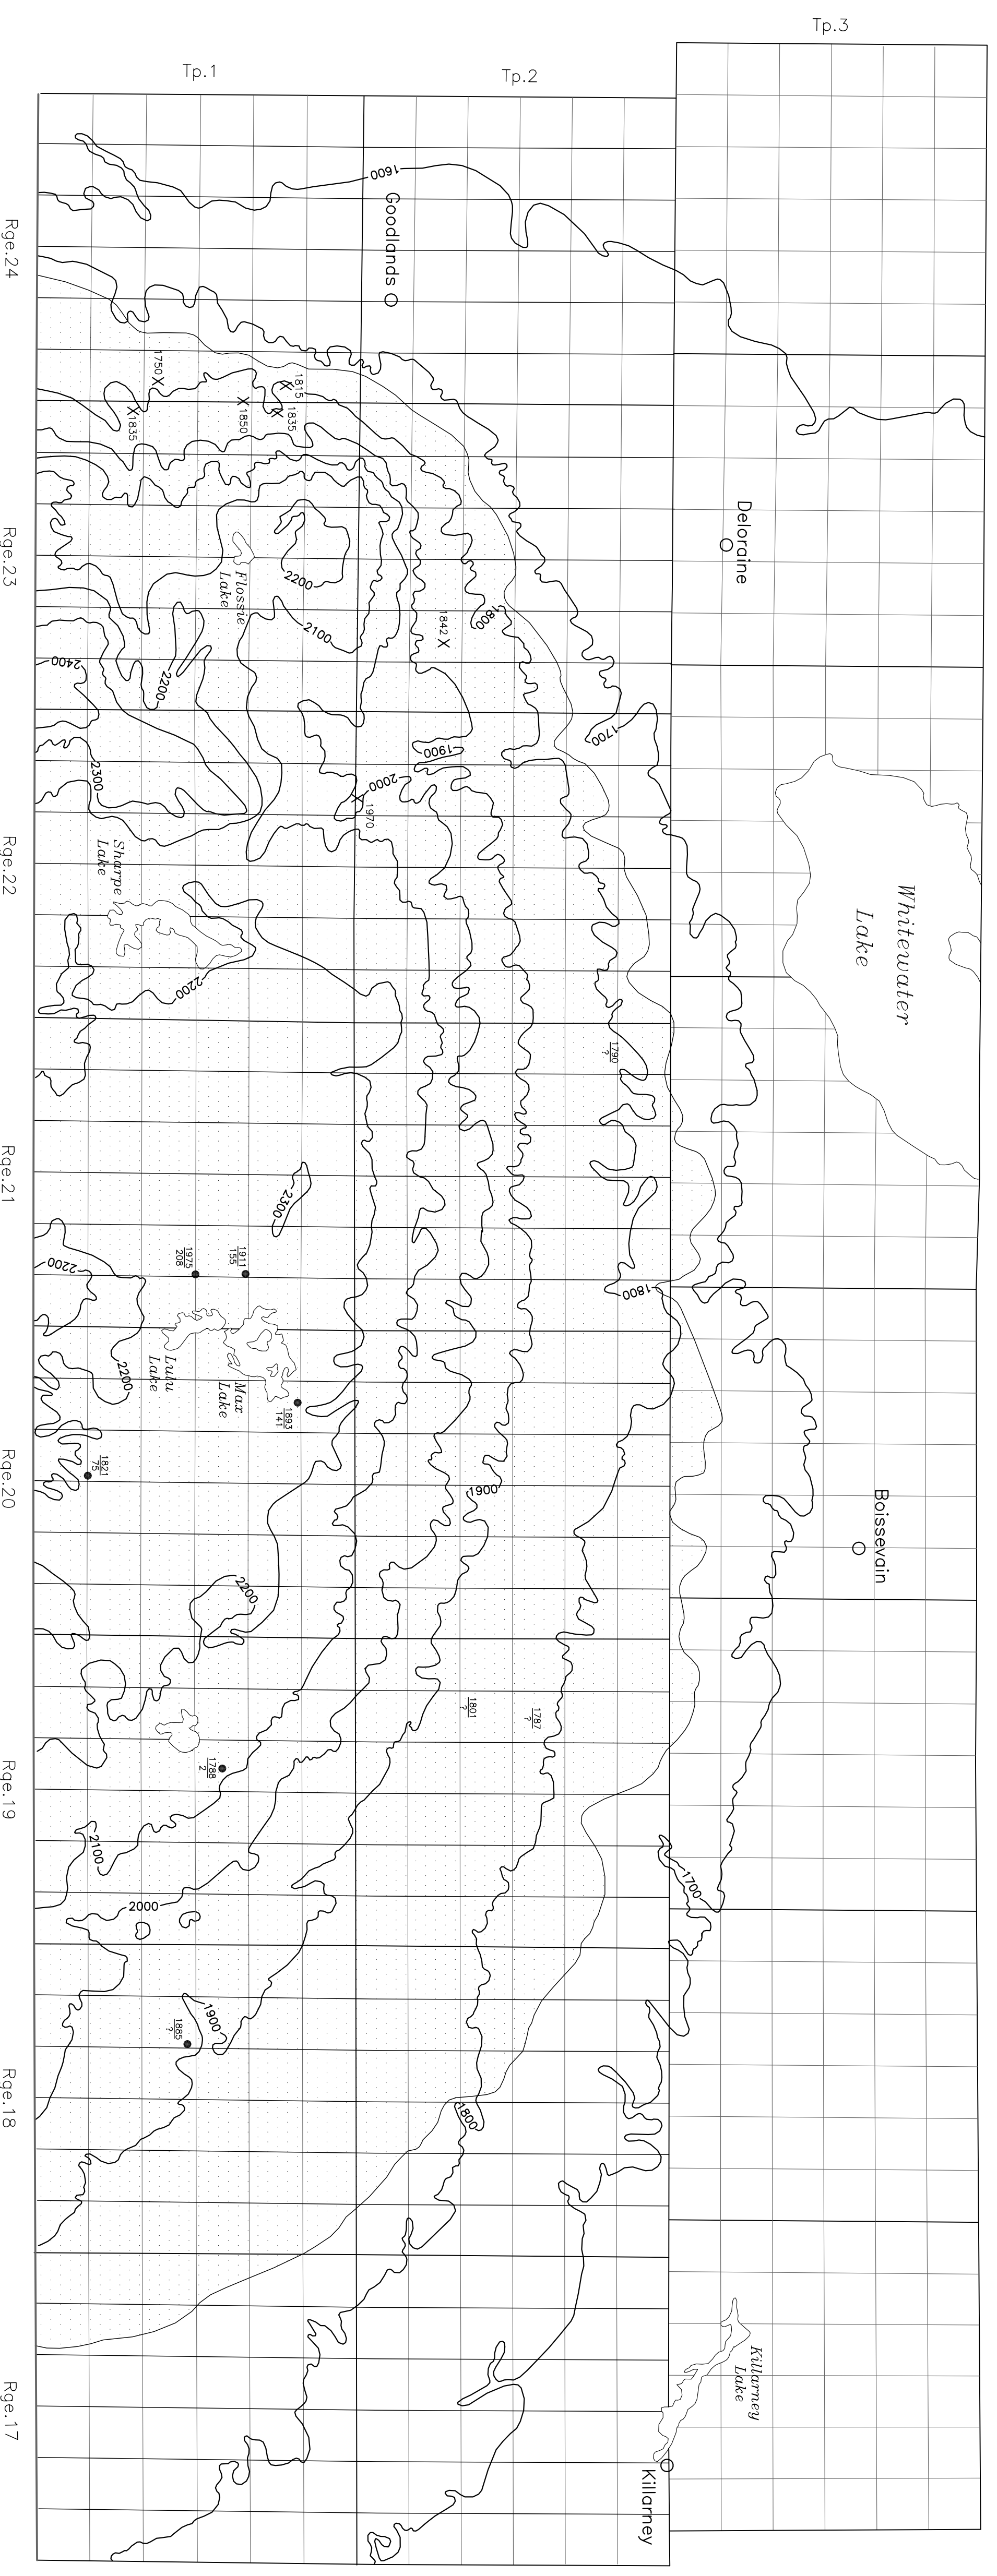 Tp.3
Tp.2
Tp.1
Rge.24
Rge.23
Rge.22
Rge.21
Rge.20
Rge.19
Rge.18
Rge.17
1600
Goodlands
1750 X
X 1835
X 1850
1815
X
1835
X
Deloraine
Flossie
Lake
2200
2100
1842 X
1800
2200
2400
1700
1900
2000
X
1970
2300
Whitewater
Lake
Sharpe
Lake
2200
1790
?
2300
1975
208
1911
155
2200
1800
2200
Lulu
Lake
Max
Lake
1893
141
1821
75
1900
Boissevain
2200
1801
?
1787
?
1788
2
2100
1700
2000
1900
1885
?
1800
Killarney
Lake
Killarney